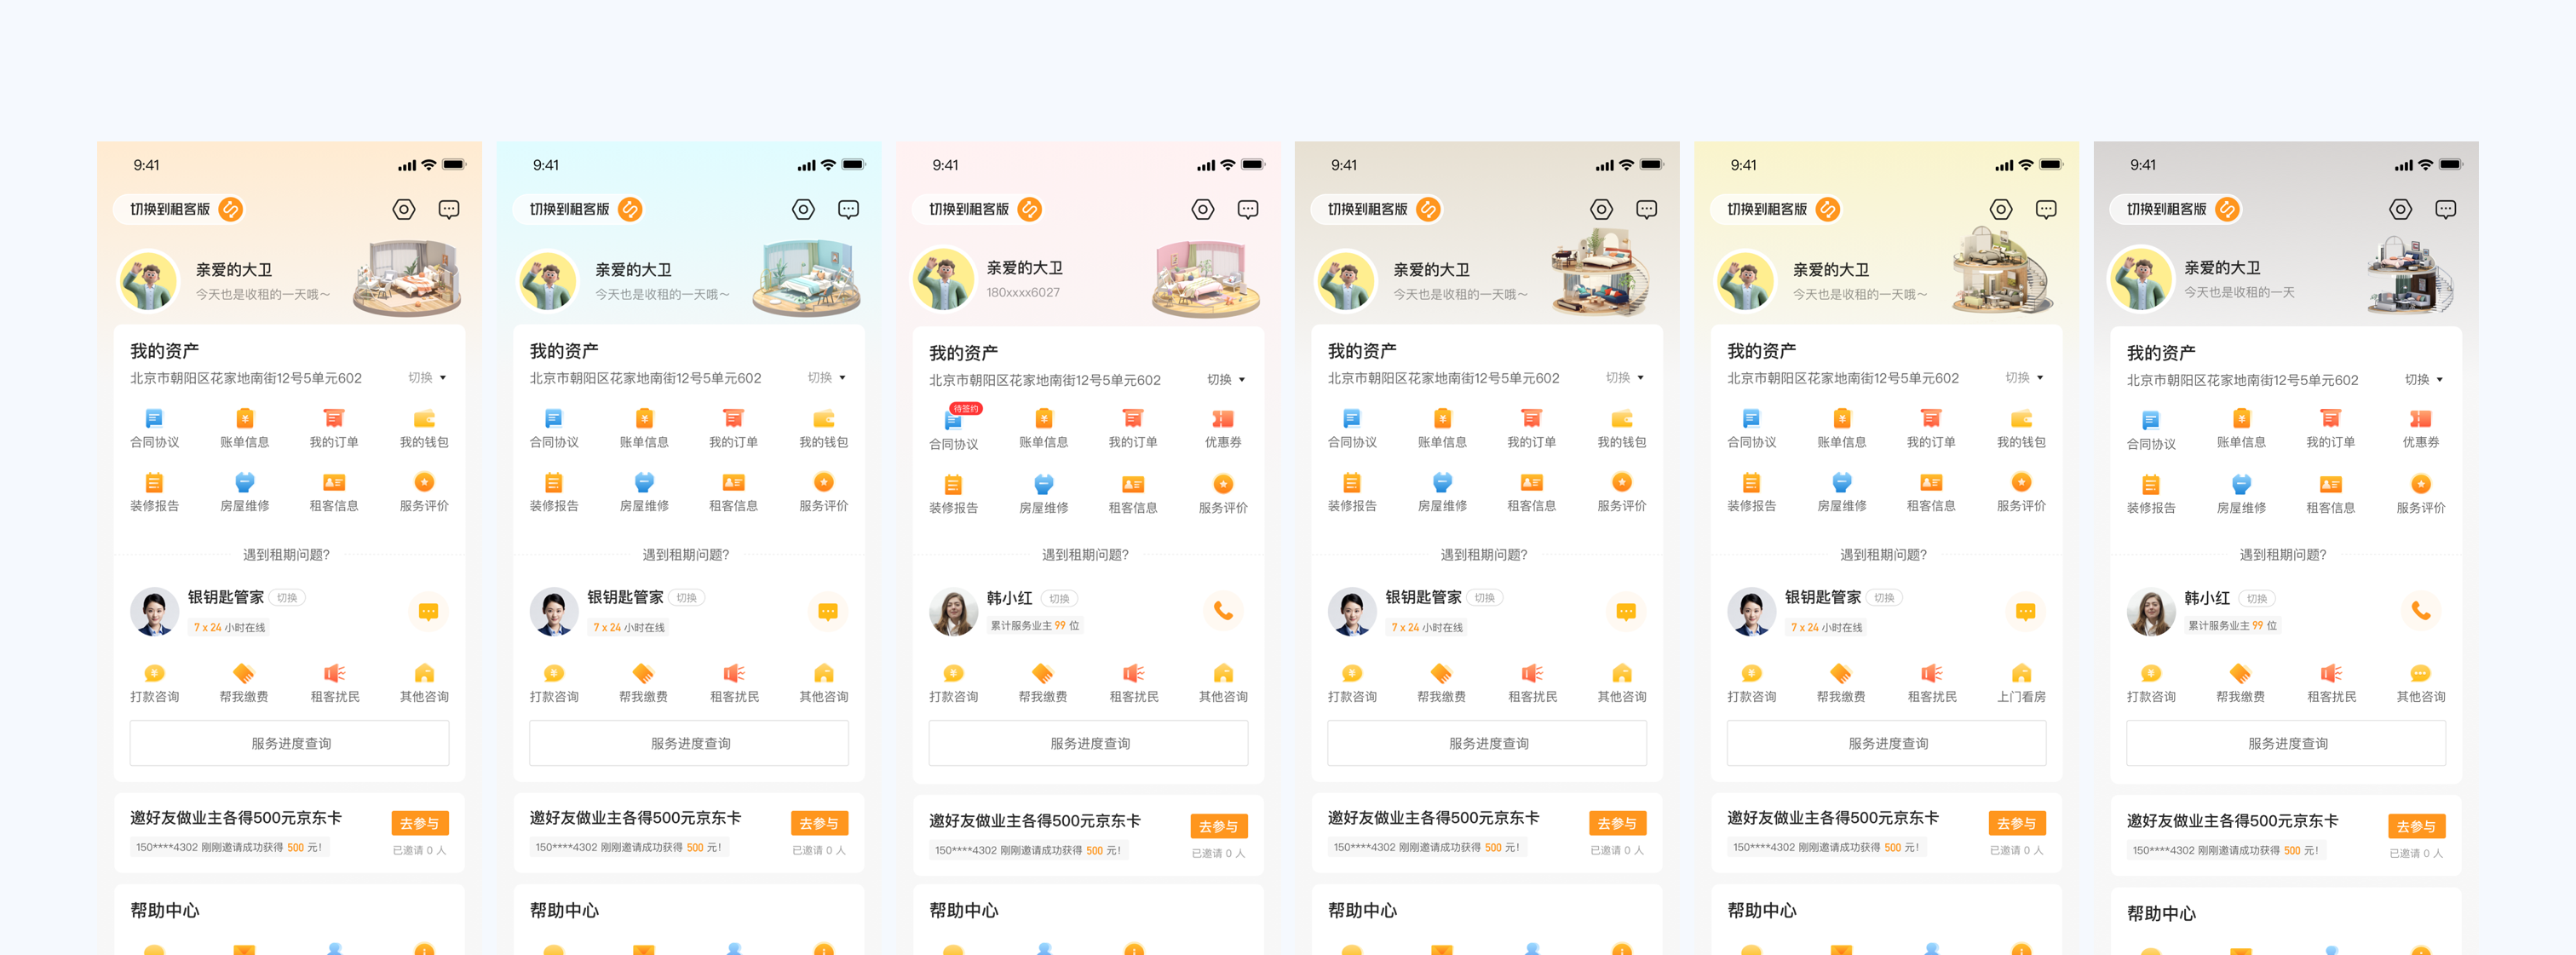 9:41
切换到租客版
亲爱的大卫
今天也是收租的一天哦～
我的资产
北京市朝阳区花家地南街12号5单元602 切换
合同协议 账单信息 我的订单 我的钱包
装修报告 房屋维修 租客信息 服务评价
遇到租期问题?
银钥匙管家 切换
7 x 24 小时在线
打款咨询 帮我缴费 租客扰民 其他咨询
服务进度查询
邀好友做业主各得500元京东卡 去参与
150****4302 刚刚邀请成功获得 500 元! 已邀请 0 人
帮助中心
9:41
切换到租客版
亲爱的大卫
今天也是收租的一天哦～
我的资产
北京市朝阳区花家地南街12号5单元602 切换
合同协议 账单信息 我的订单 我的钱包
装修报告 房屋维修 租客信息 服务评价
遇到租期问题?
银钥匙管家 切换
7 x 24 小时在线
打款咨询 帮我缴费 租客扰民 其他咨询
服务进度查询
邀好友做业主各得500元京东卡 去参与
150****4302 刚刚邀请成功获得 500 元! 已邀请 0 人
帮助中心
9:41
切换到租客版
亲爱的大卫
180xxxx6027
我的资产
北京市朝阳区花家地南街12号5单元602 切换
待签约
合同协议 账单信息 我的订单 优惠券
装修报告 房屋维修 租客信息 服务评价
遇到租期问题?
韩小红 切换
累计服务业主 99 位
打款咨询 帮我缴费 租客扰民 其他咨询
服务进度查询
邀好友做业主各得500元京东卡 去参与
150****4302 刚刚邀请成功获得 500 元! 已邀请 0 人
帮助中心
9:41
切换到租客版
亲爱的大卫
今天也是收租的一天哦～
我的资产
北京市朝阳区花家地南街12号5单元602 切换
合同协议 账单信息 我的订单 我的钱包
装修报告 房屋维修 租客信息 服务评价
遇到租期问题?
银钥匙管家 切换
7 x 24 小时在线
打款咨询 帮我缴费 租客扰民 其他咨询
服务进度查询
邀好友做业主各得500元京东卡 去参与
150****4302 刚刚邀请成功获得 500 元! 已邀请 0 人
帮助中心
9:41
切换到租客版
亲爱的大卫
今天也是收租的一天哦～
我的资产
北京市朝阳区花家地南街12号5单元602 切换
合同协议 账单信息 我的订单 我的钱包
装修报告 房屋维修 租客信息 服务评价
遇到租期问题?
银钥匙管家 切换
7 x 24 小时在线
打款咨询 帮我缴费 租客扰民 上门看房
服务进度查询
邀好友做业主各得500元京东卡 去参与
150****4302 刚刚邀请成功获得 500 元! 已邀请 0 人
帮助中心
9:41
切换到租客版
亲爱的大卫
今天也是收租的一天
我的资产
北京市朝阳区花家地南街12号5单元602 切换
合同协议 账单信息 我的订单 优惠券
装修报告 房屋维修 租客信息 服务评价
遇到租期问题?
韩小红 切换
累计服务业主 99 位
打款咨询 帮我缴费 租客扰民 其他咨询
服务进度查询
邀好友做业主各得500元京东卡 去参与
150****4302 刚刚邀请成功获得 500 元! 已邀请 0 人
帮助中心